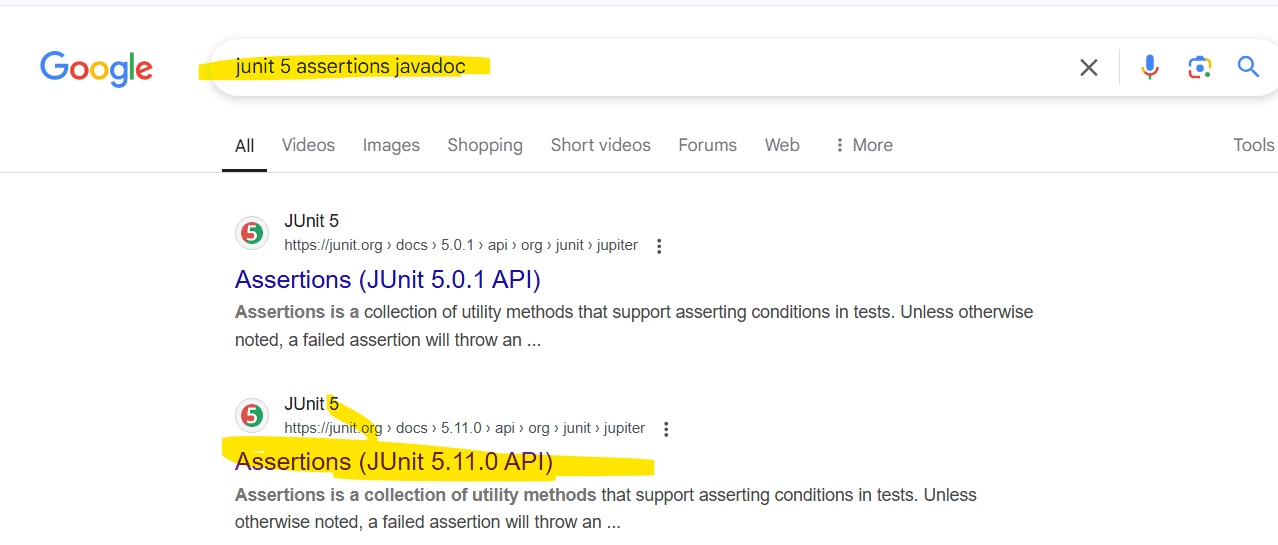 Google
junit 5 assertions javadoc
All Videos Images Shopping Short videos Forums Web More Tools
5
JUnit 5
https://junit.org › docs › 5.0.1 › api › org › junit › jupiter
Assertions (JUnit 5.0.1 API)
Assertions is a collection of utility methods that support asserting conditions in tests. Unless otherwise
noted, a failed assertion will throw an ...
5
JUnit 5
https://junit.org › docs › 5.11.0 › api › org › junit › jupiter
Assertions (JUnit 5.11.0 API)
Assertions is a collection of utility methods that support asserting conditions in tests. Unless
otherwise noted, a failed assertion will throw an ...